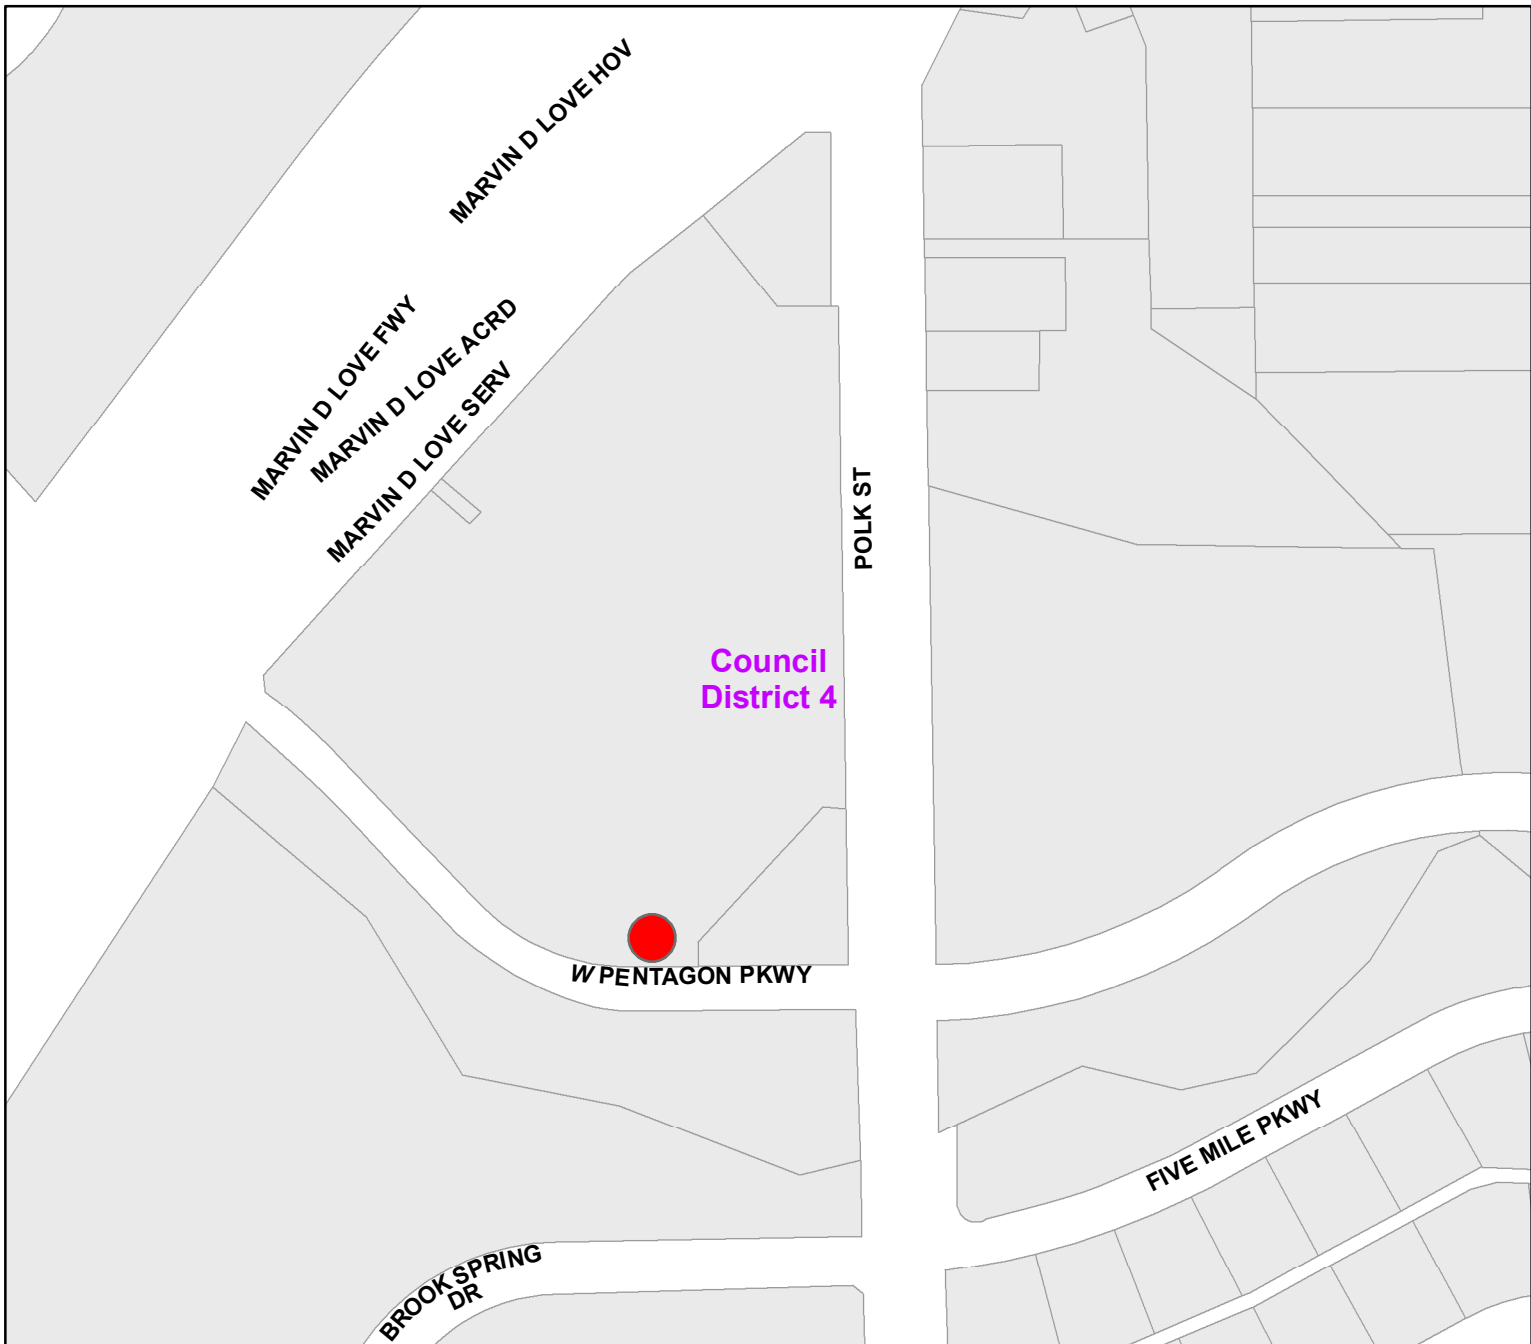 MARVIN D LOVE HOV
MARVIN D LOVE FWY
MARVIN D LOVE ACRD
MARVIN D LOVE SERV
POLK ST
Council
District 4
W PENTAGON PKWY
FIVE MILE PKWY
BROOK SPRING
DR